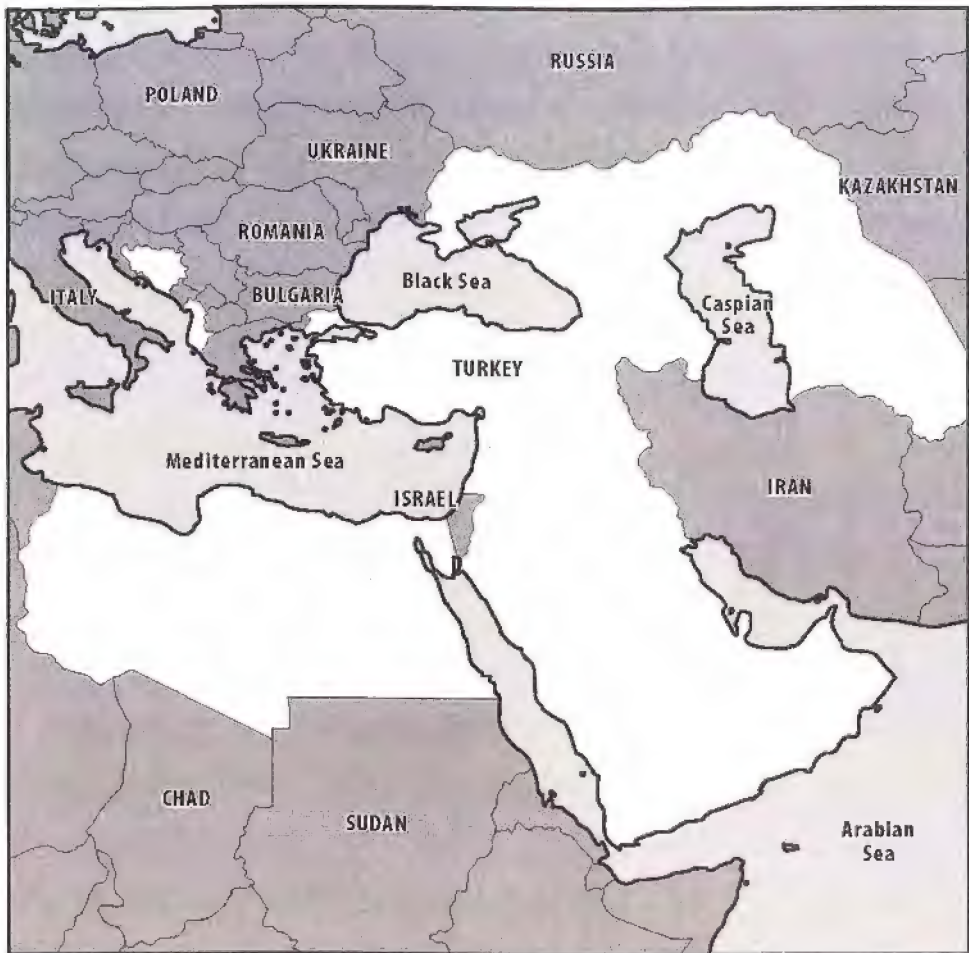 RUSSIA
POLAND
UKRAINE
KAZAKHSTAN
ROMANIA
Black Sea
ITALY
BULGARIA
Caspian
Sea
TURKEY
Mediterranean Sea
ISRAEL
IRAN
CHAD
SUDAN
Arabian
Sea